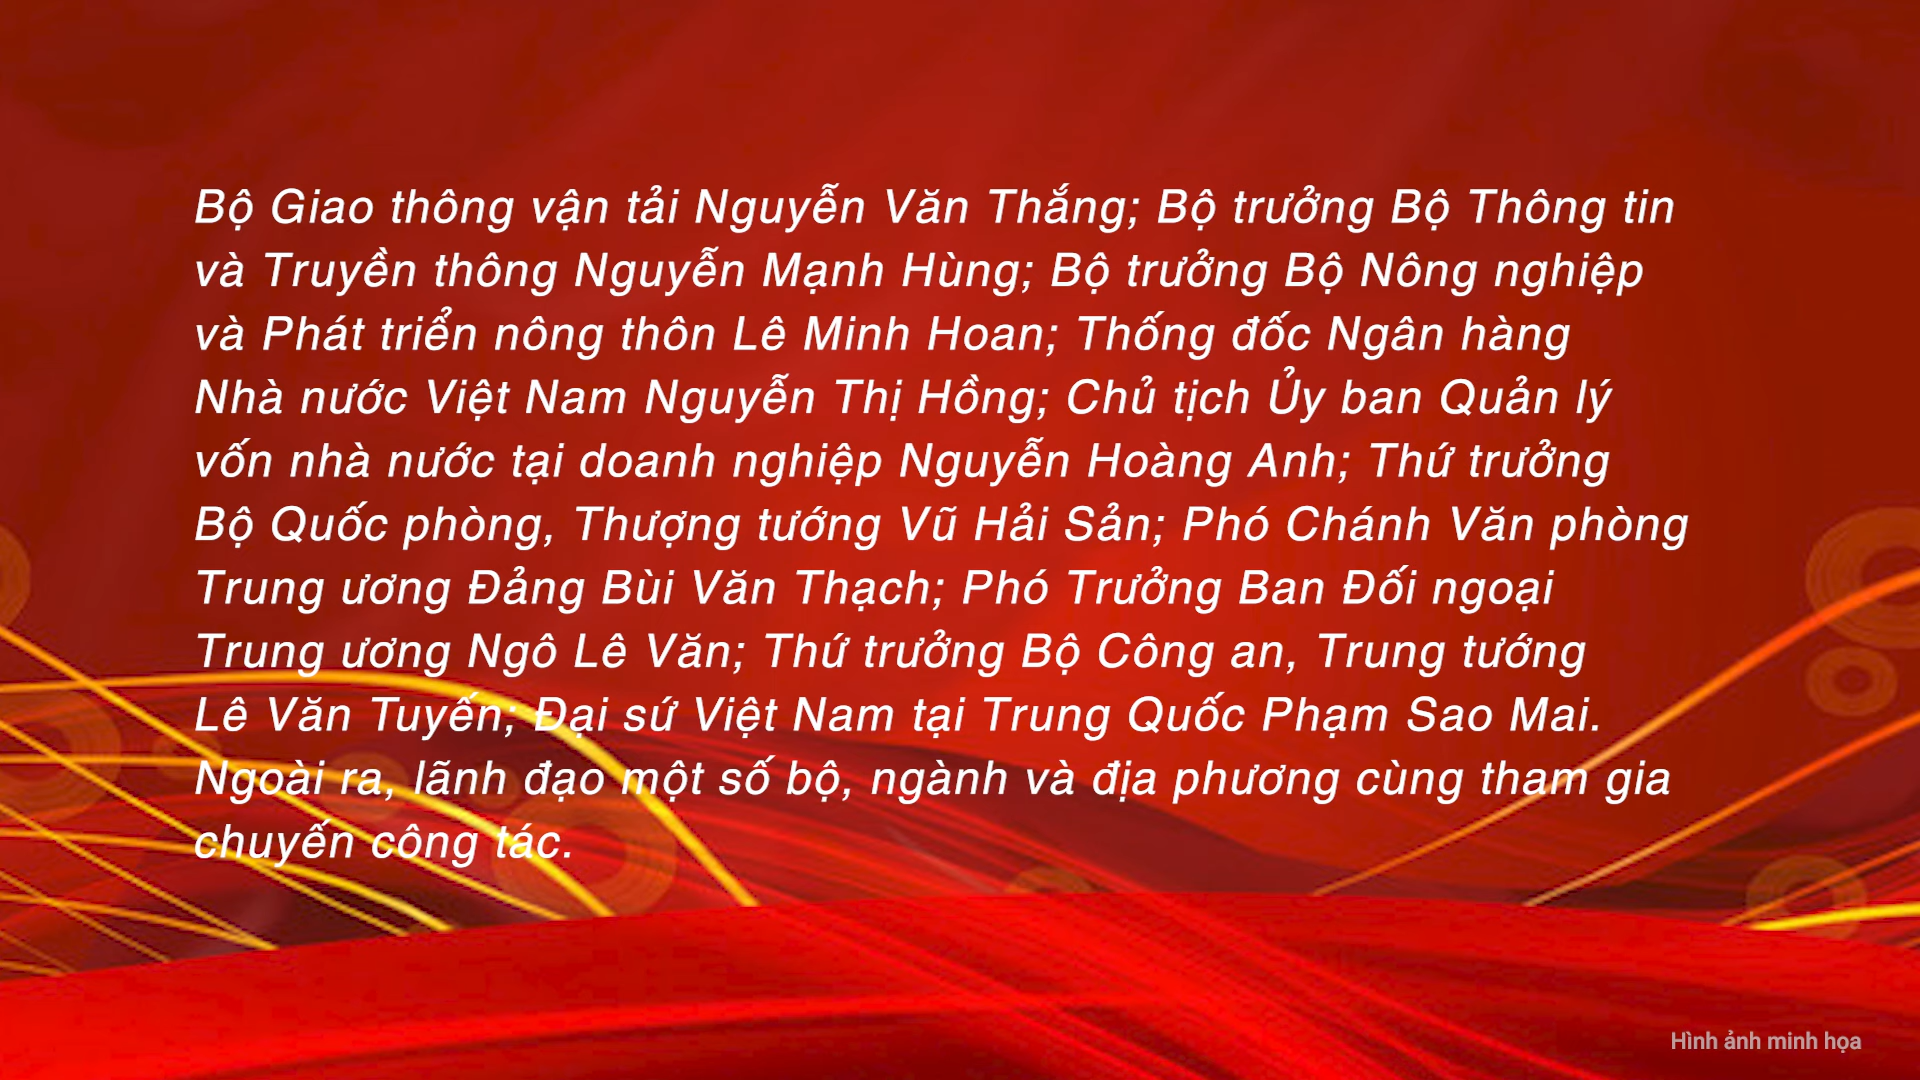 Bộ Giao thông vận tải Nguyễn Văn Thắng; Bộ trưởng Bộ Thông tin
và Truyền thông Nguyễn Mạnh Hùng; Bộ trưởng Bộ Nông nghiệp
và Phát triển nông thôn Lê Minh Hoan; Thống đốc Ngân hàng
Nhà nước Việt Nam Nguyễn Thị Hồng; Chủ tịch Ủy ban Quản lý
vốn nhà nước tại doanh nghiệp Nguyễn Hoàng Anh; Thứ trưởng
Bộ Quốc phòng, Thượng tướng Vũ Hải Sản; Phó Chánh Văn phòng
Trung ương Đảng Bùi Văn Thạch; Phó Trưởng Ban Đối ngoại
Trung ương Ngô Lê Văn; Thứ trưởng Bộ Công an, Trung tướng
Lê Văn Tuyến; Đại sứ Việt Nam tại Trung Quốc Phạm Sao Mai.
Ngoài ra, lãnh đạo một số bộ, ngành và địa phương cùng tham gia
chuyến công tác.
Hình ảnh minh họa